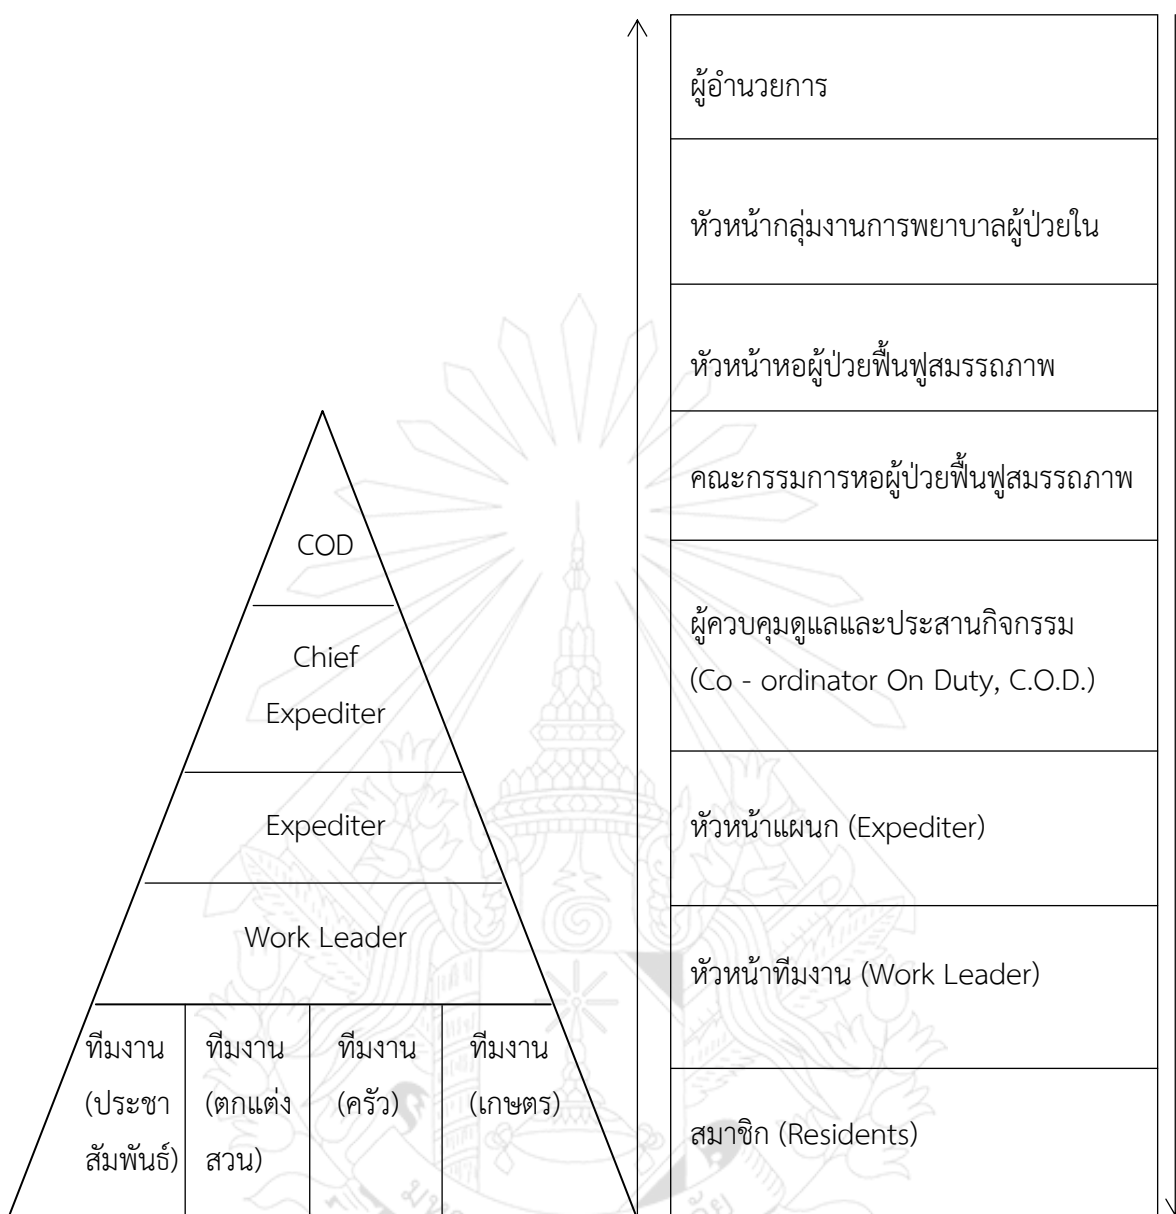 COD
Chief
Expediter
Expediter
Work Leader
ทีมงาน
(ประชา
สัมพันธ์)
ทีมงาน
(ตกแต่ง
สวน)
ทีมงาน
(ครัว)
ทีมงาน
(เกษตร)
ผู้อำนวยการ
หัวหน้ากลุ่มงานการพยาบาลผู้ป่วยใน
หัวหน้าหอผู้ป่วยฟื้นฟูสมรรถภาพ
คณะกรรมการหอผู้ป่วยฟื้นฟูสมรรถภาพ
ผู้ควบคุมดูแลและประสานกิจกรรม
(Co - ordinator On Duty, C.O.D.)
หัวหน้าแผนก (Expediter)
หัวหน้าทีมงาน (Work Leader)
สมาชิก (Residents)